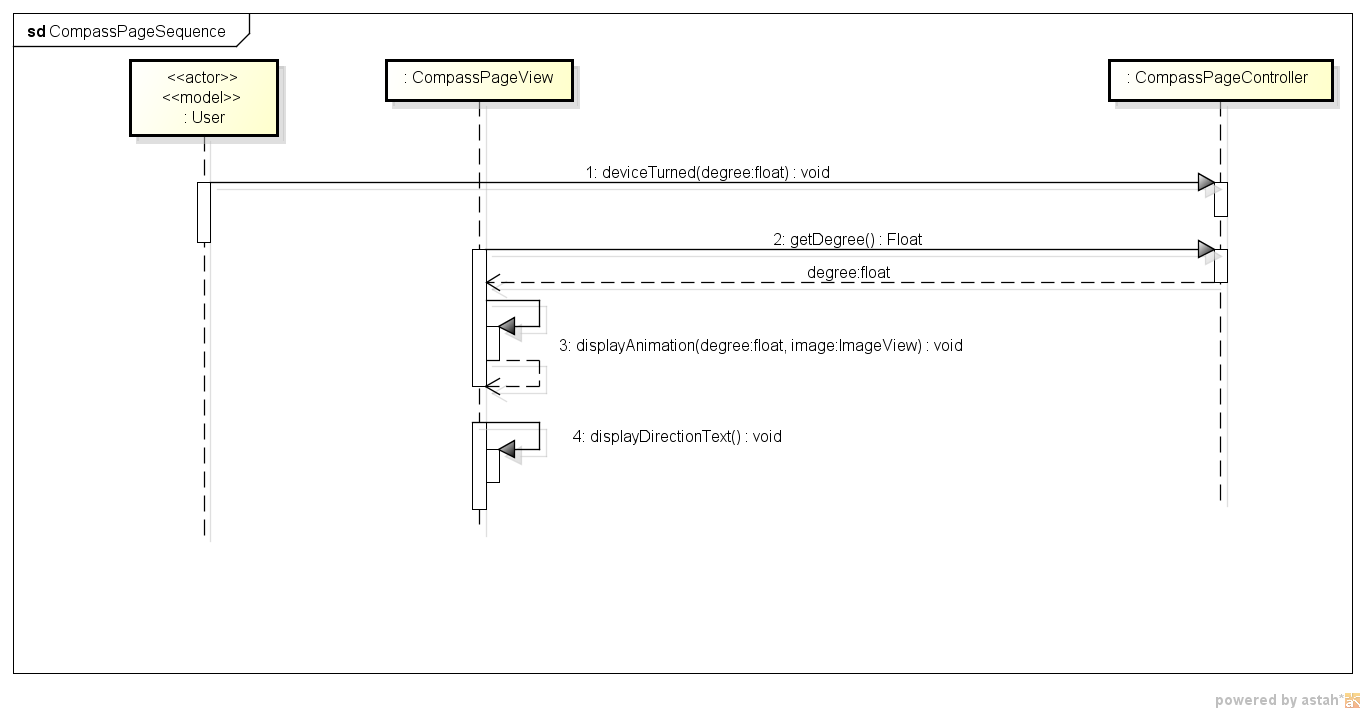 sd CompassPageSequence
<<actor>>
<<model>>
: User
: CompassPageView
: CompassPageController
1: deviceTurned(degree:float) : void
2: getDegree() : Float
degree:float
3: displayAnimation(degree:float, image:ImageView) : void
4: displayDirectionText() : void
powered by astah*